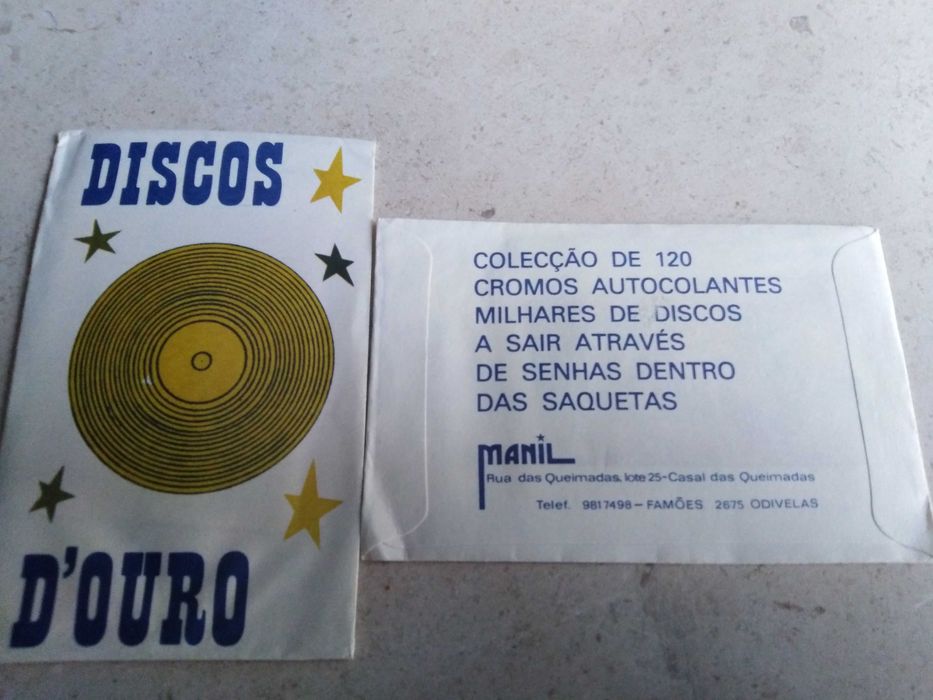 DISCOS
D'OURO
COLECÇÃO DE 120
CROMOS AUTOCOLANTES
MILHARES DE DISCOS
A SAIR ATRAVÉS
DE SENHAS DENTRO
DAS SAQUETAS
MANIL
Rua das Queimadas, lote 25-Casal das Queimadas
Telef. 9817498 - FAMÕES 2675 ODIVELAS